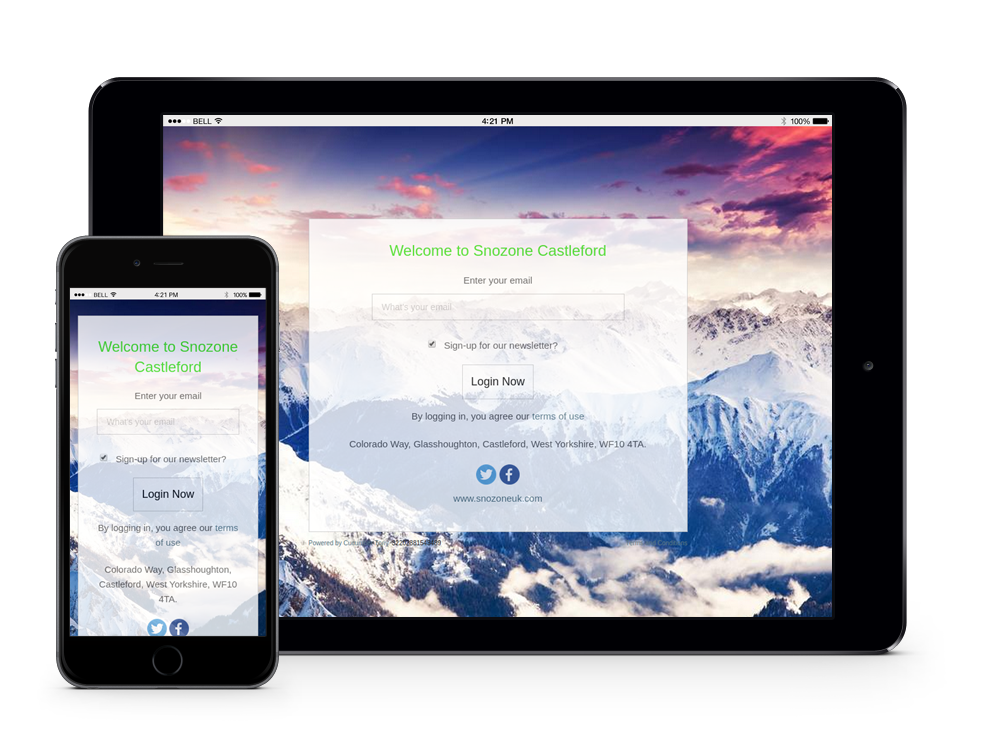 BELL
4:21 PM
100%
Welcome to Snozone Castleford
Enter your email
What's your email
Sign-up for our newsletter?
Login Now
By logging in, you agree our terms of use
Colorado Way, Glasshoughton, Castleford, West Yorkshire, WF10 4TA.
www.snozoneuk.com
Powered by
BELL
4:21 PM
100%
Welcome to Snozone
Castleford
Enter your email
What's your email
Sign-up for our newsletter?
Login Now
By logging in, you agree our terms
of use
Colorado Way, Glasshoughton,
Castleford, West Yorkshire, WF10
4TA.